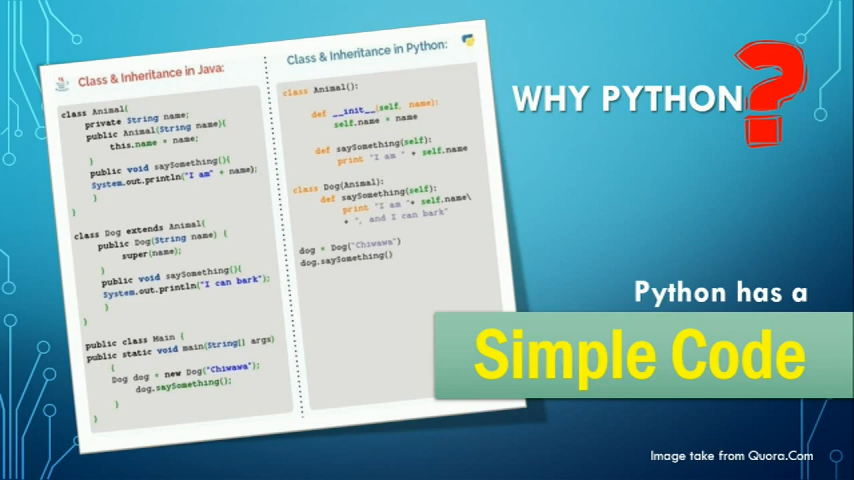 Class & Inheritance in Java:
class Animal{
private String name;
public Animal(String name){
this.name = name;
}
public void saySomething(){
System.out.println("I am" + name);
}
}
class Dog extends Animal{
public Dog(String name) {
super(name);
}
public void saySomething(){
System.out.println("I can bark");
}
}
public class Main {
public static void main(String[] args)
{
Dog dog = new Dog("Chiwawa");
dog.saySomething();
}
}
Class & Inheritance in Python:
class Animal():
def __init__(self, name):
self.name = name
def saySomething(self):
print "I am " + self.name
class Dog(Animal):
def saySomething(self):
print "I am "+ self.name\
+ ", and I can bark"
dog = Dog("Chiwawa")
dog.saySomething()
WHY PYTHON?
Python has a
Simple Code
Image take from Quora.Com